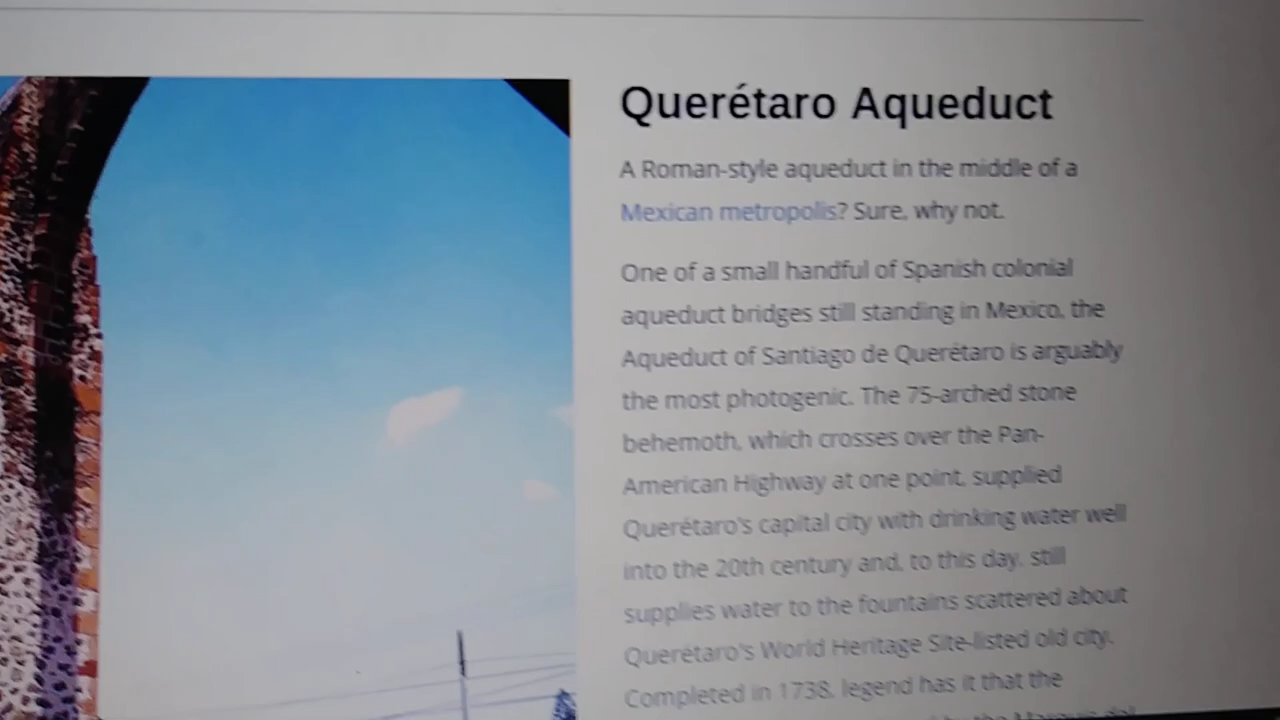 Querétaro Aqueduct
A Roman-style aqueduct in the middle of a
Mexican metropolis? Sure, why not.
One of a small handful of Spanish colonial
aqueduct bridges still standing in Mexico, the
Aqueduct of Santiago de Querétaro is arguably
the most photogenic. The 75-arched stone
behemoth, which crosses over the Pan-
American Highway at one point, supplied
Querétaro's capital city with drinking water well
into the 20th century and, to this day, still
supplies water to the fountains scattered about
Querétaro's World Heritage Site-listed old city.
Completed in 1738, legend has it that the
by the Marquis del